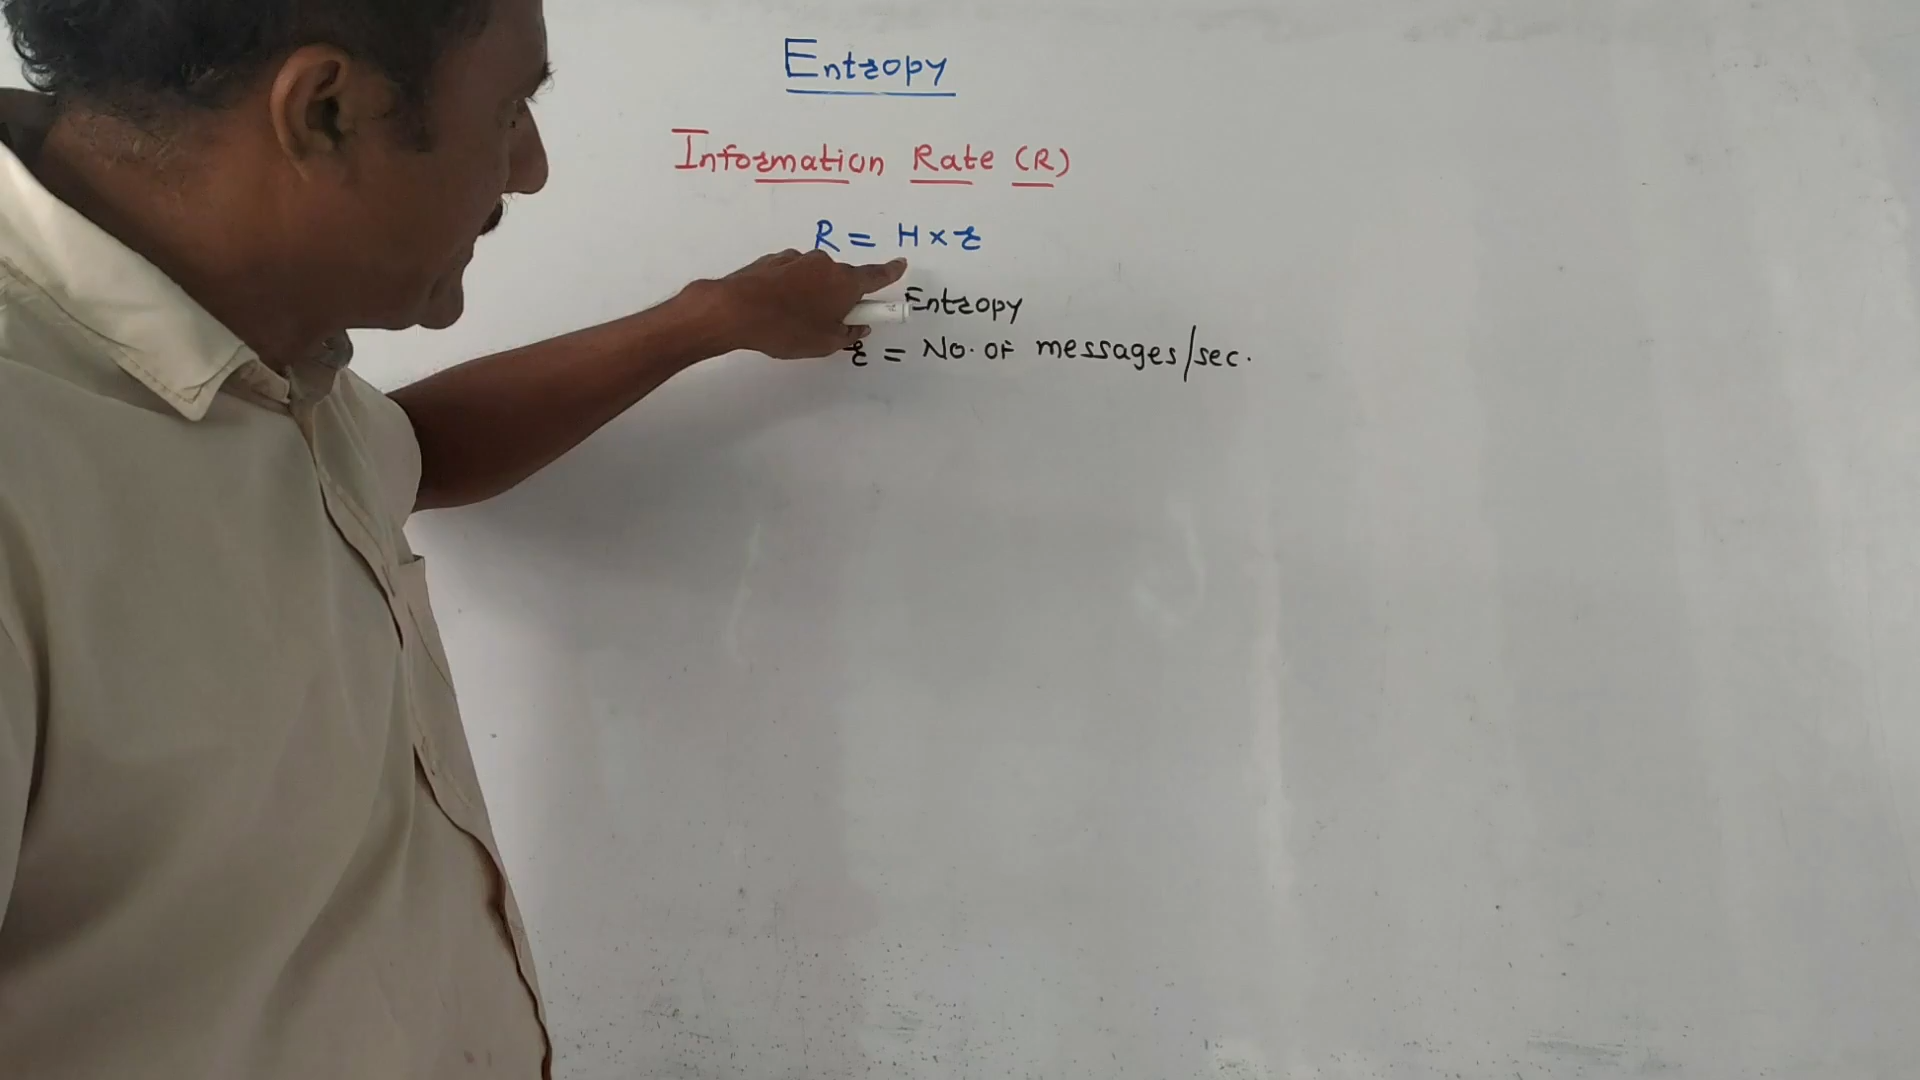 Entropy
Information Rate (R)
R = H × r
Entropy
r = No. of messages/sec.